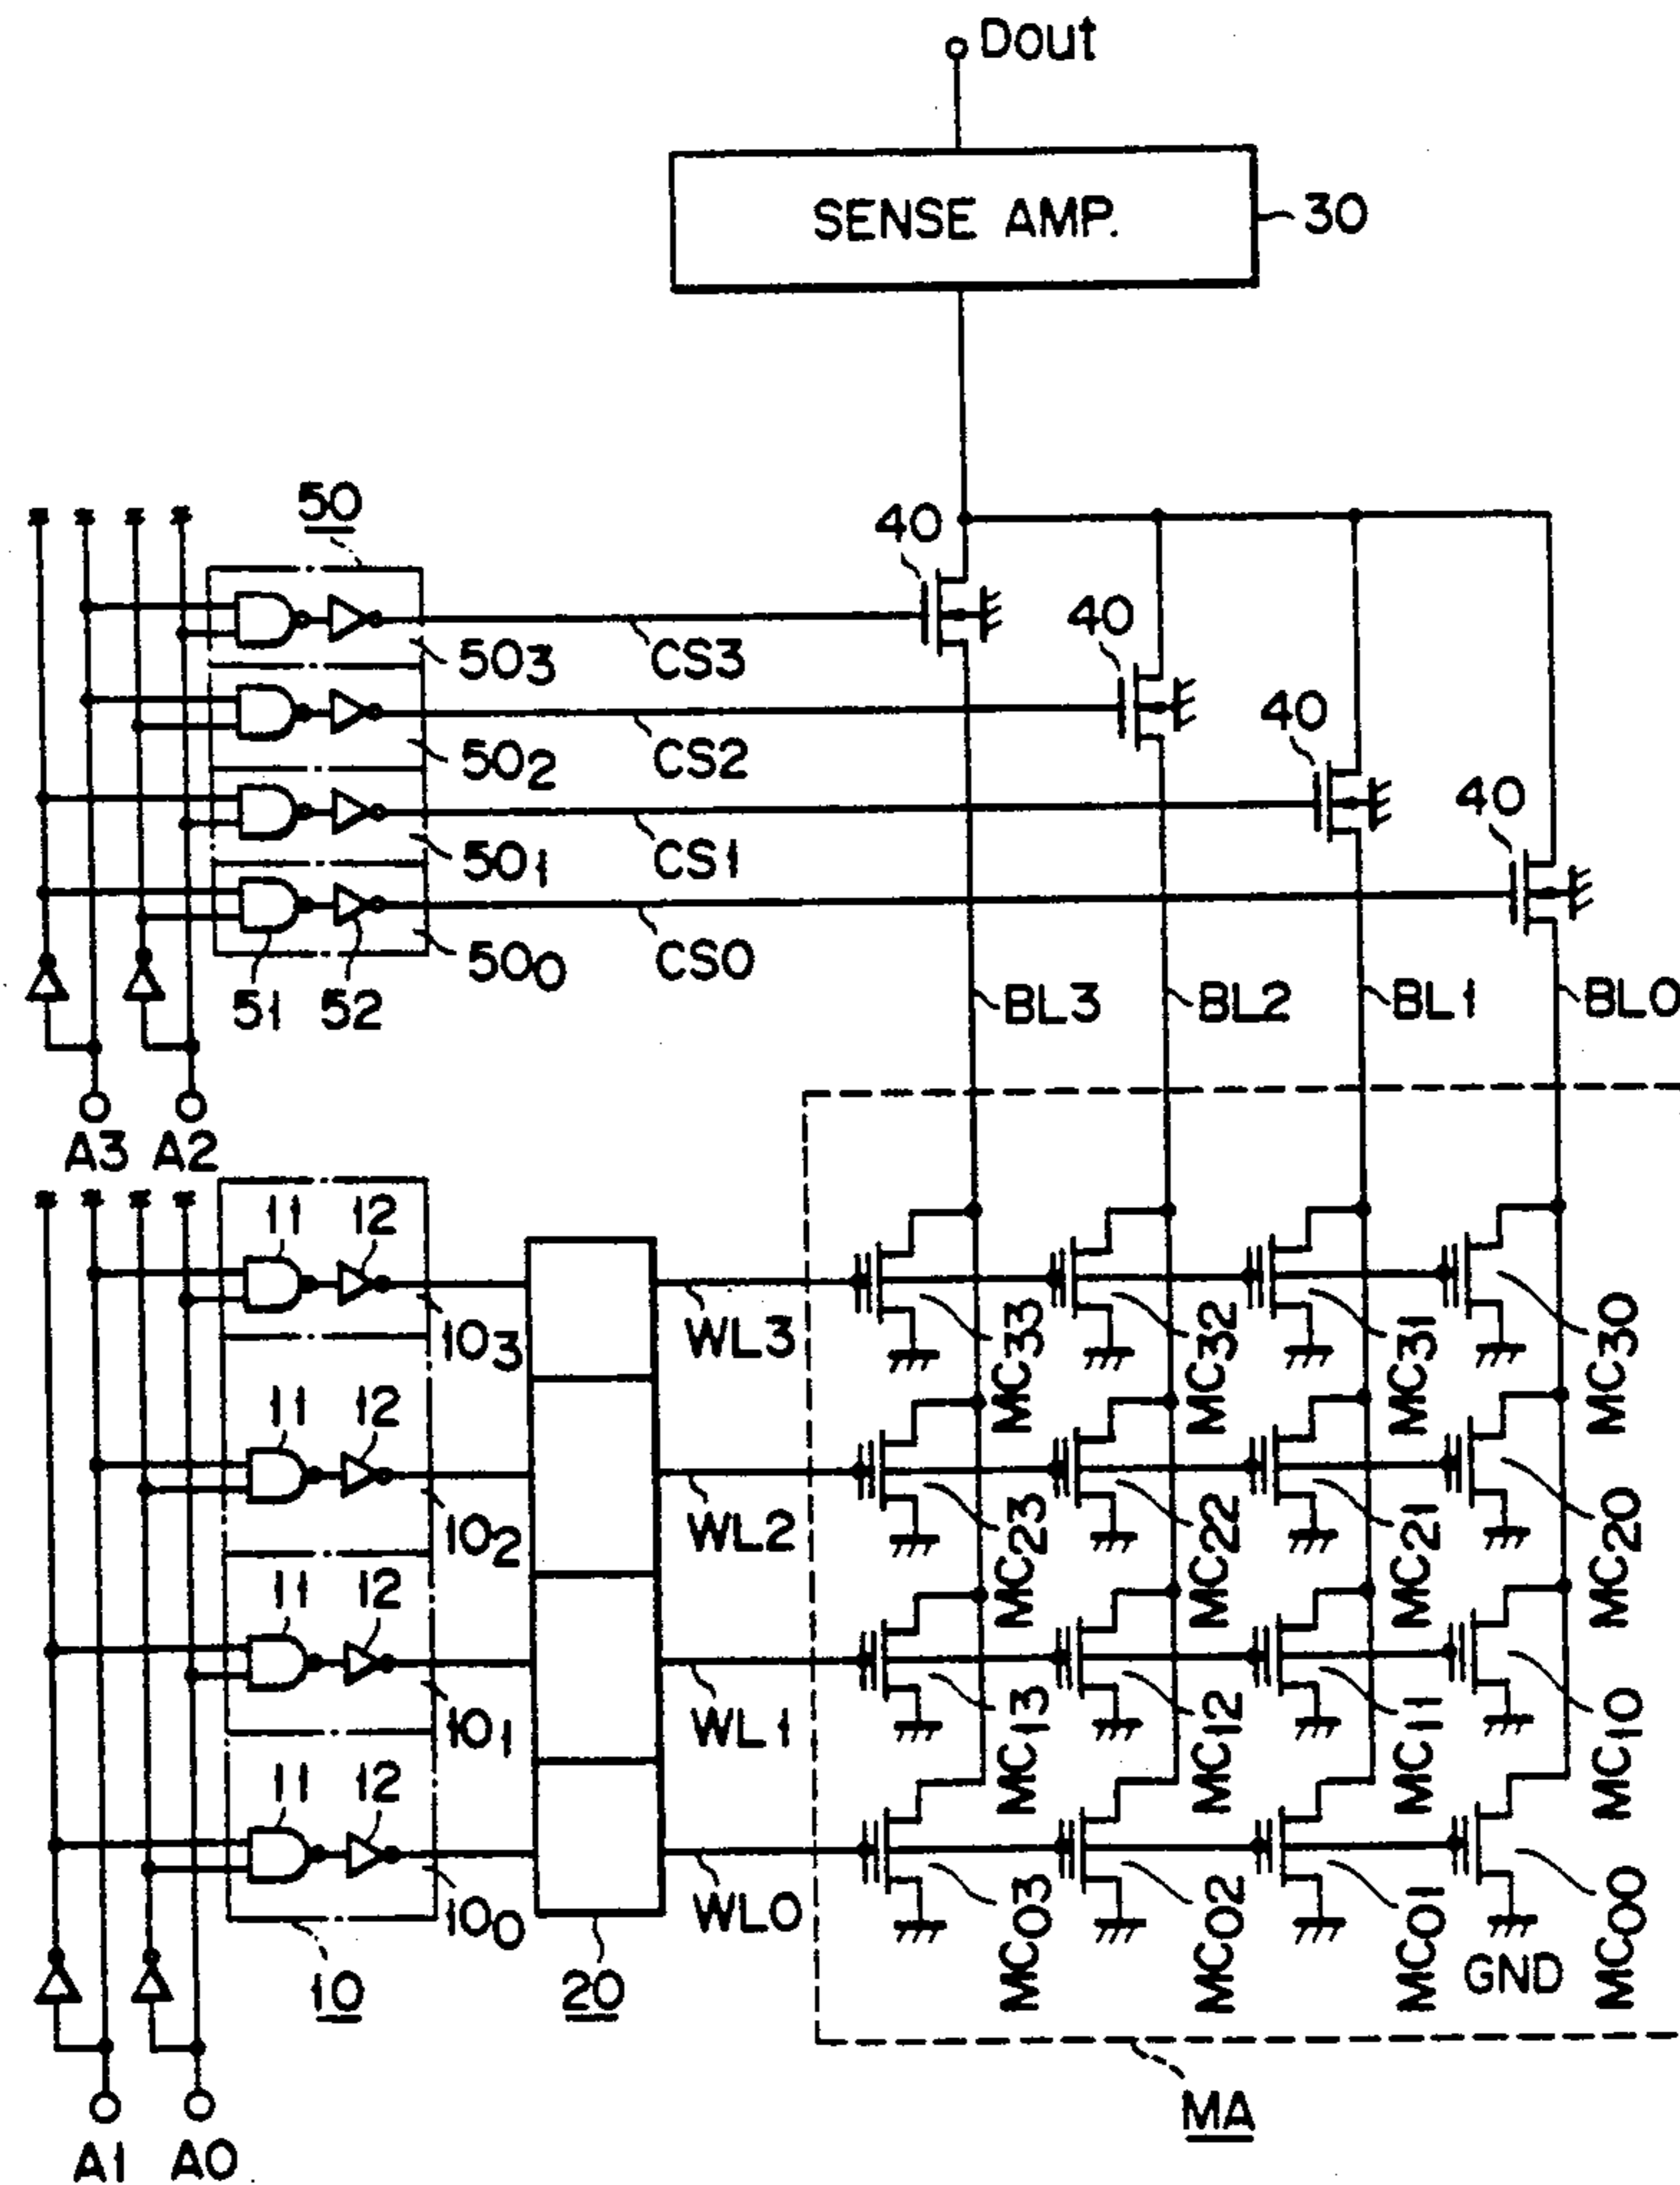 Dout
SENSE AMP.
30
50
40
50₃
CS3
40
50₂
CS2
40
50₁
CS1
40
50₀
CS0
51
52
BL3
BL2
BL1
BL0
A3
A2
11
12
10₃
WL3
MC33
MC32
MC31
MC30
11
12
10₂
WL2
MC23
MC22
MC21
MC20
11
12
10₁
WL1
MC13
MC12
MC11
MC10
11
12
10₀
WL0
MC03
MC02
MC01
MC00
GND
10
20
MA
A1
A0